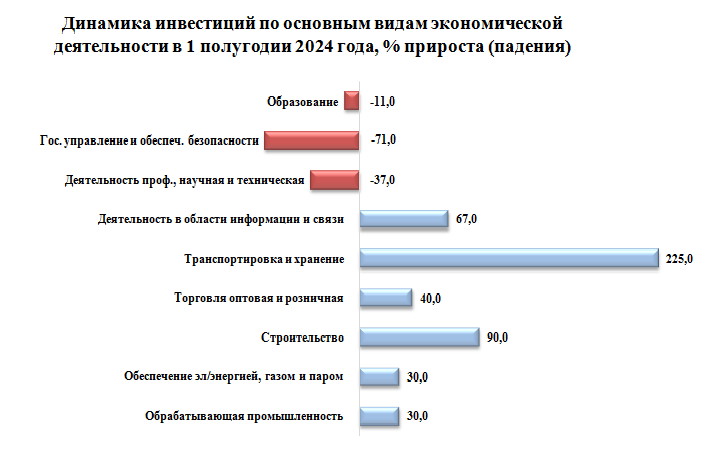 Динамика инвестиций по основным видам экономической
деятельности в 1 полугодии 2024 года, % прироста (падения)
Образование -11,0
Гос. управление и обеспеч. безопасности -71,0
Деятельность проф., научная и техническая -37,0
Деятельность в области информации и связи 67,0
Транспортировка и хранение 225,0
Торговля оптовая и розничная 40,0
Строительство 90,0
Обеспечение эл/энергией, газом и паром 30,0
Обрабатывающая промышленность 30,0